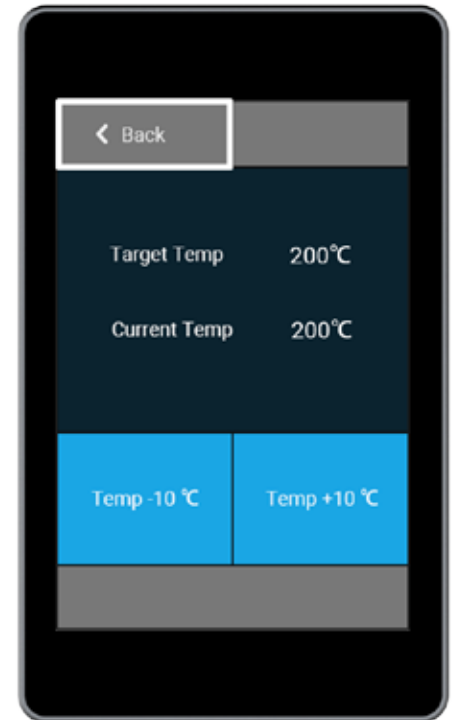 Back
Target Temp 200℃
Current Temp 200℃
Temp -10 ℃ Temp +10 ℃